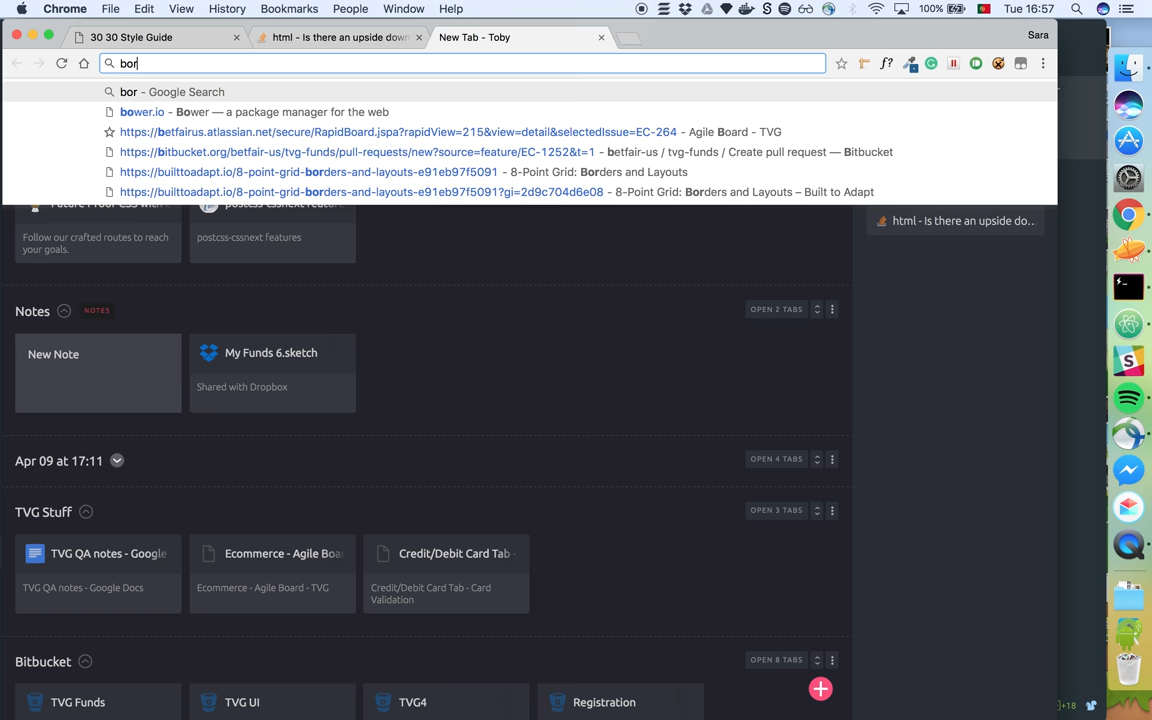 Chrome File Edit View History Bookmarks People Window Help 100% Tue 16:57
30 30 Style Guide
html - Is there an upside down
New Tab - Toby
Sara
bor
bor - Google Search
bower.io - Bower — a package manager for the web
https://betfairus.atlassian.net/secure/RapidBoard.jspa?rapidView=215&view=detail&selectedIssue=EC-264 - Agile Board - TVG
https://bitbucket.org/betfair-us/tvg-funds/pull-requests/new?source=feature/EC-1252&t=1 - betfair-us / tvg-funds / Create pull request — Bitbucket
https://builttoadapt.io/8-point-grid-borders-and-layouts-e91eb97f5091 - 8-Point Grid: Borders and Layouts
https://builttoadapt.io/8-point-grid-borders-and-layouts-e91eb97f5091?gi=2d9c704d6e08 - 8-Point Grid: Borders and Layouts – Built to Adapt
html - Is there an upside do..
Follow our crafted routes to reach
your goals.
postcss-cssnext features
Notes NOTES
OPEN 2 TABS
New Note
My Funds 6.sketch
Shared with Dropbox
Apr 09 at 17:11
OPEN 4 TABS
TVG Stuff
OPEN 3 TABS
TVG QA notes - Google
Ecommerce - Agile Boa
Credit/Debit Card Tab -
TVG QA notes - Google Docs
Ecommerce - Agile Board - TVG
Credit/Debit Card Tab - Card
Validation
Bitbucket
OPEN 8 TABS
TVG Funds
TVG UI
TVG4
Registration
+18